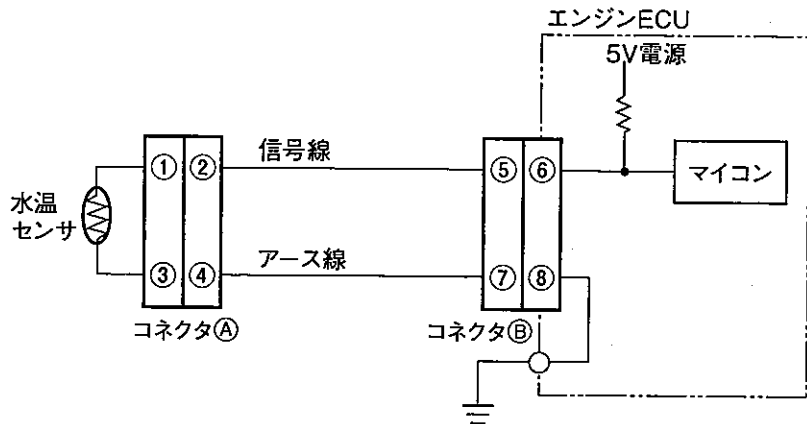 エンジンECU
5V電源
① ② 信号線 ⑤ ⑥ マイコン
水温
センサ
③ ④ アース線 ⑦ ⑧
コネクタⒶ コネクタⒷ